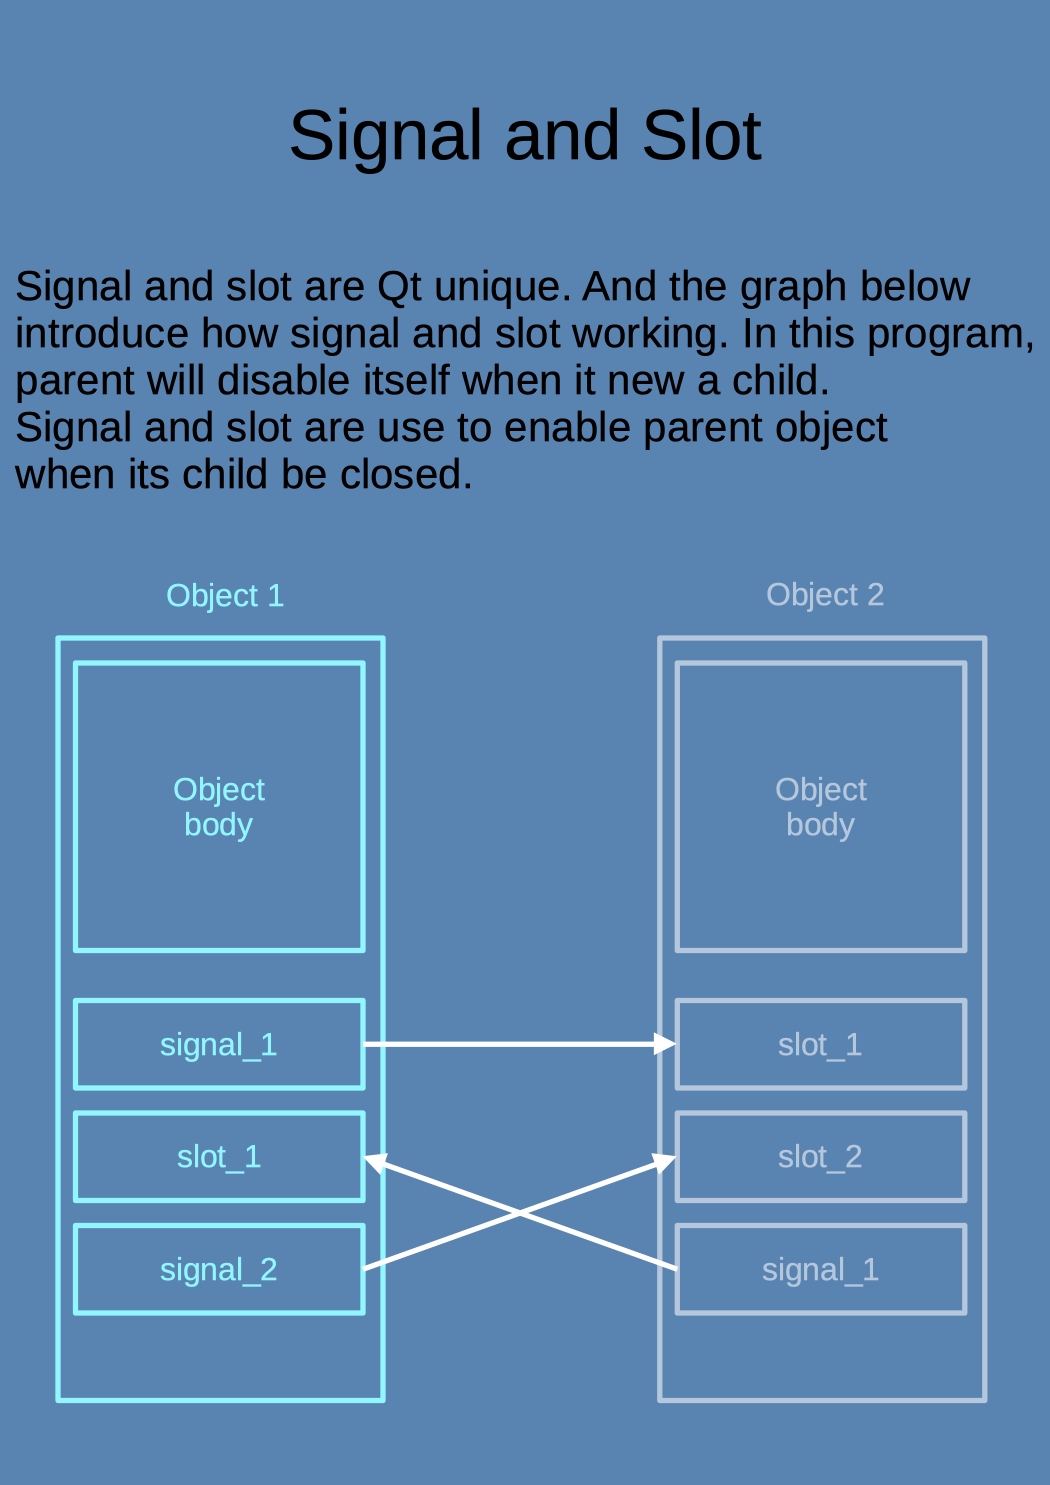 Signal and Slot
Signal and slot are Qt unique. And the graph below
introduce how signal and slot working. In this program,
parent will disable itself when it new a child.
Signal and slot are use to enable parent object
when its child be closed.
Object 1
Object 2
Object
body
Object
body
signal_1
slot_1
slot_1
slot_2
signal_2
signal_1